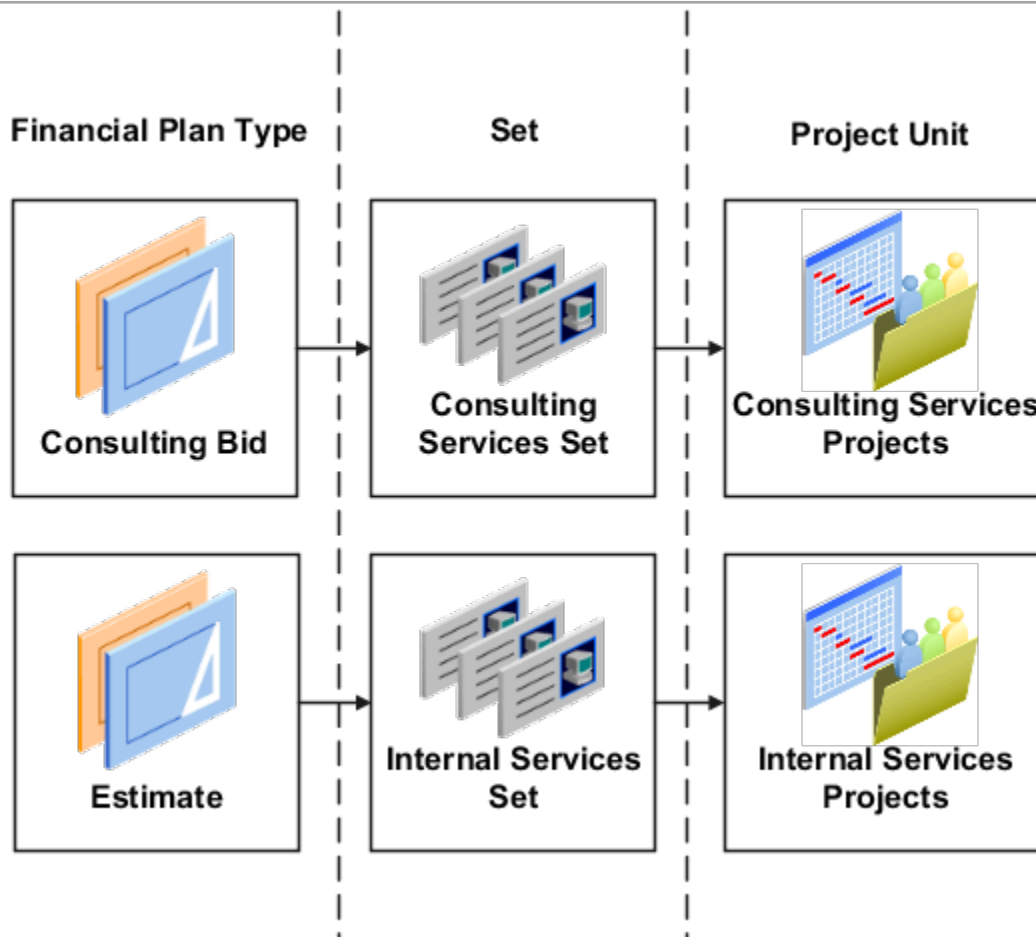 Financial Plan Type
Set
Project Unit
Consulting Bid
Consulting
Services Set
Consulting Services
Projects
Estimate
Internal Services
Set
Internal Services
Projects